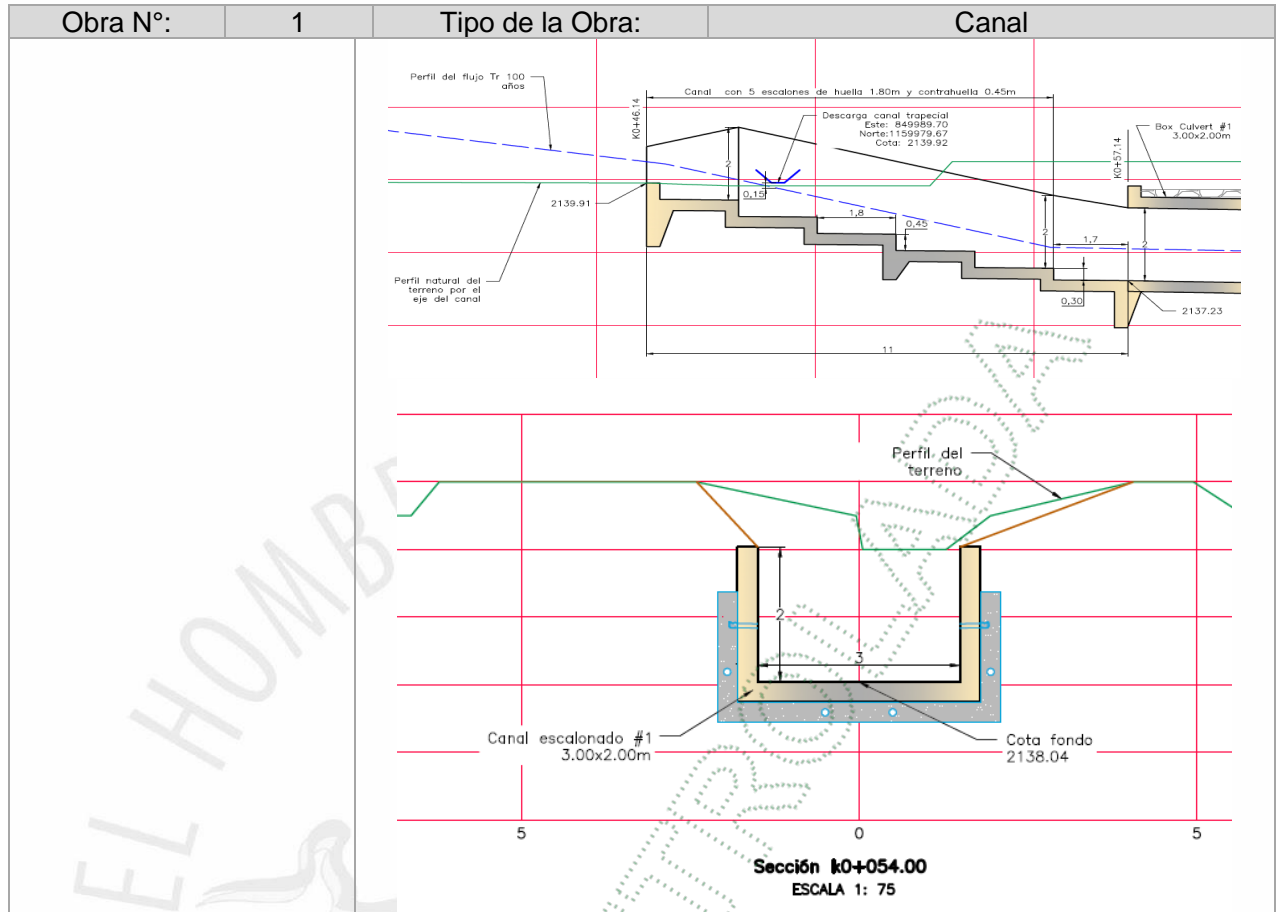 Obra N°: 1 Tipo de la Obra: Canal
Perfil del flujo Tr 100
años
K0+46.14
Canal con 5 escalones de huella 1.80m y contrahuella 0.45m
Descarga canal trapecial
Este: 849989.70
Norte:1159979.67
Cota: 2139.92
K0+57.14
Box Culvert #1
3.00x2.00m
2
0,15
2139.91
1,8
0,45
2
1,7
2
Perfil natural del
terreno por el
eje del canal
0,30
2137.23
11
Perfil del
terreno
2
3
Canal escalonado #1
3.00x2.00m
Cota fondo
2138.04
5 0 5
Sección k0+054.00
ESCALA 1: 75
EL HOMB